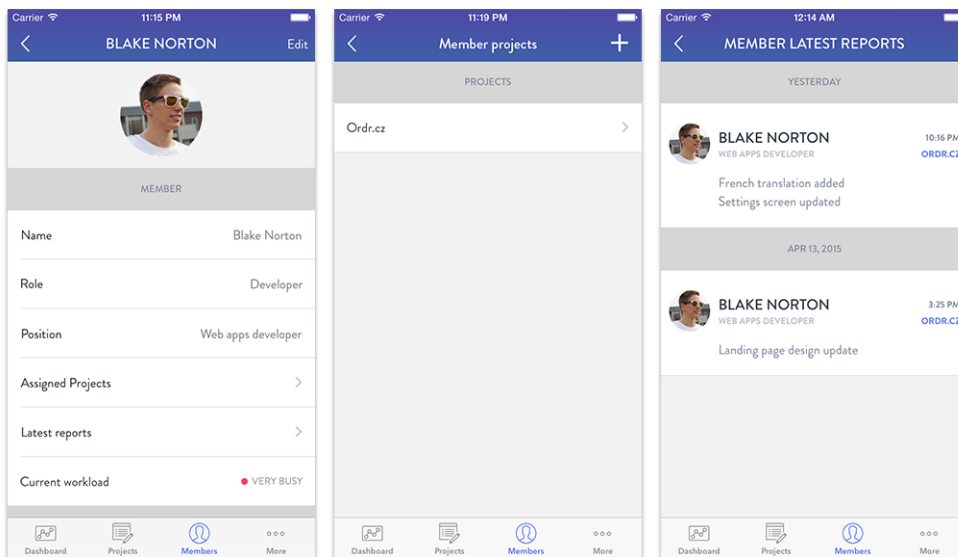 Carrier 11:15 PM
BLAKE NORTON Edit
MEMBER
Name Blake Norton
Role Developer
Position Web apps developer
Assigned Projects
Latest reports
Current workload VERY BUSY
Dashboard Projects Members More
Carrier 11:19 PM
Member projects +
PROJECTS
Ordr.cz
Dashboard Projects Members More
Carrier 12:14 AM
MEMBER LATEST REPORTS
YESTERDAY
BLAKE NORTON 10:16 PM
WEB APPS DEVELOPER ORDR.CZ
French translation added
Settings screen updated
APR 13, 2015
BLAKE NORTON 3:25 PM
WEB APPS DEVELOPER ORDR.CZ
Landing page design update
Dashboard Projects Members More